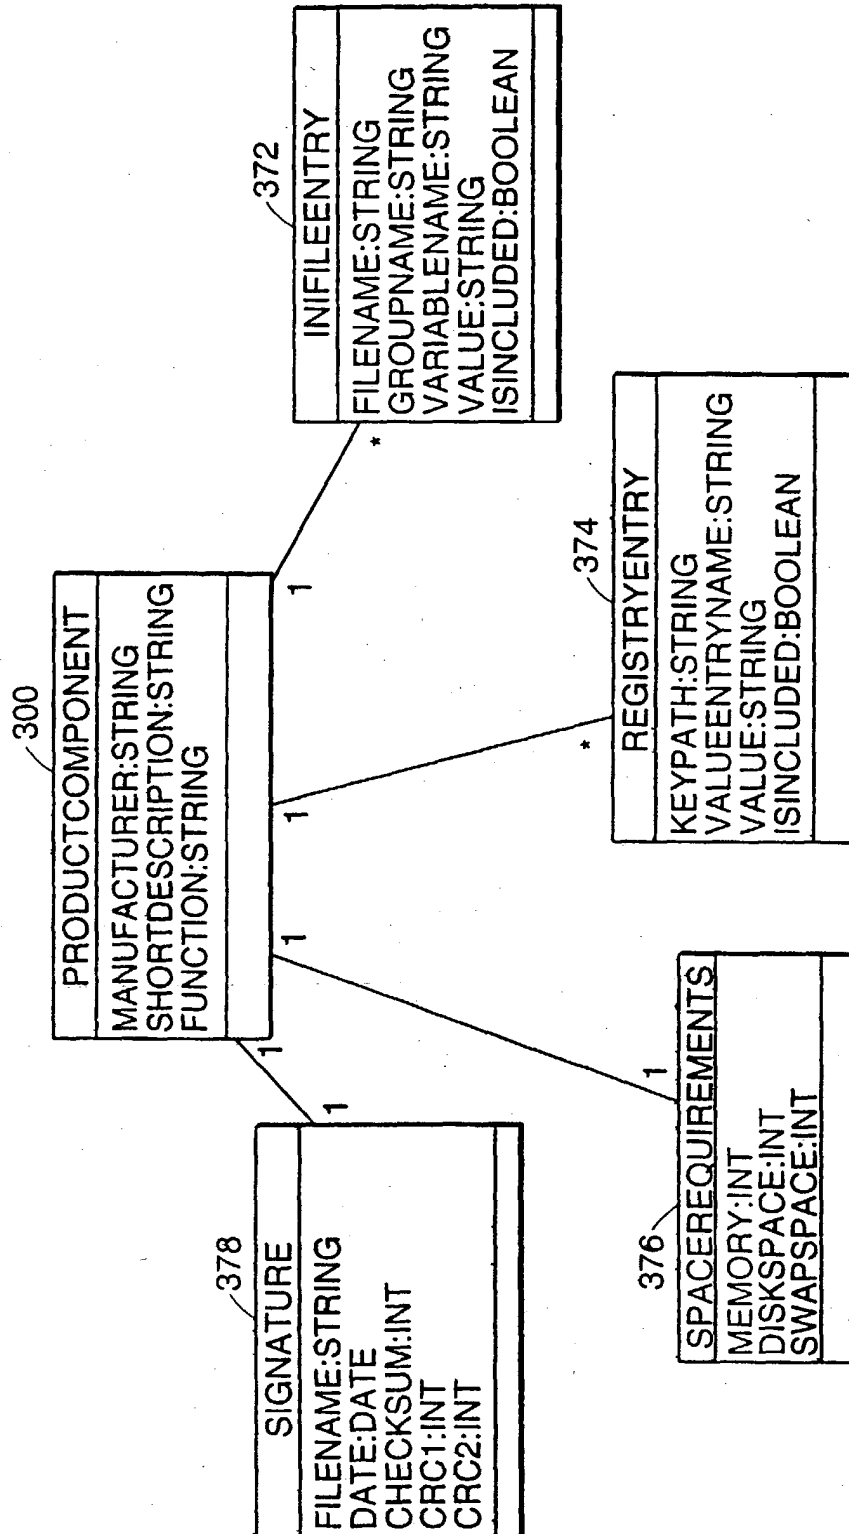 300
PRODUCTCOMPONENT
MANUFACTURER:STRING
SHORTDESCRIPTION:STRING
FUNCTION:STRING
1
1
1
1
1
1
*
*
378
SIGNATURE
FILENAME:STRING
DATE:DATE
CHECKSUM:INT
CRC1:INT
CRC2:INT
376
SPACEREQUIREMENTS
MEMORY:INT
DISKSPACE:INT
SWAPSPACE:INT
374
REGISTRYENTRY
KEYPATH:STRING
VALUEENTRYNAME:STRING
VALUE:STRING
ISINCLUDED:BOOLEAN
372
INIFILEENTRY
FILENAME:STRING
GROUPNAME:STRING
VARIABLENAME:STRING
VALUE:STRING
ISINCLUDED:BOOLEAN